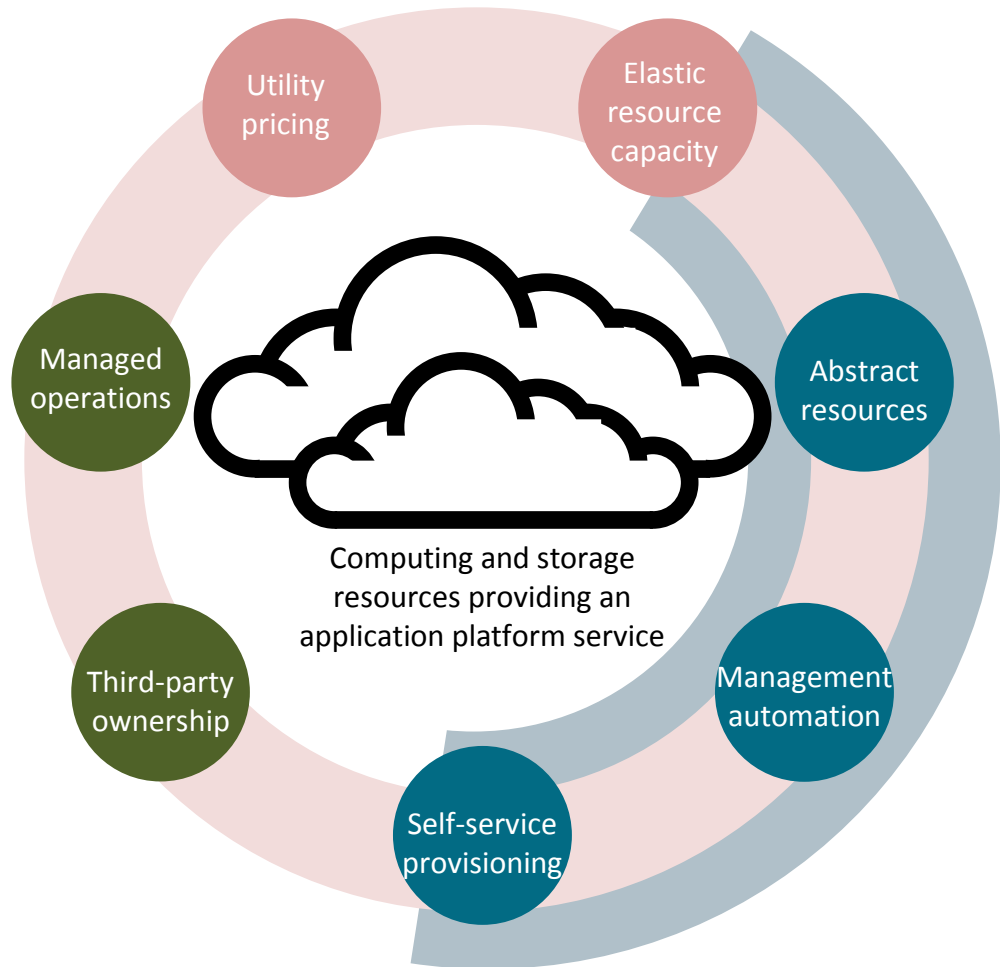 Utility
pricing
Elastic
resource
capacity
Managed
operations
Abstract
resources
Computing and storage
resources providing an
application platform service
Third-party
ownership
Management
automation
Self-service
provisioning